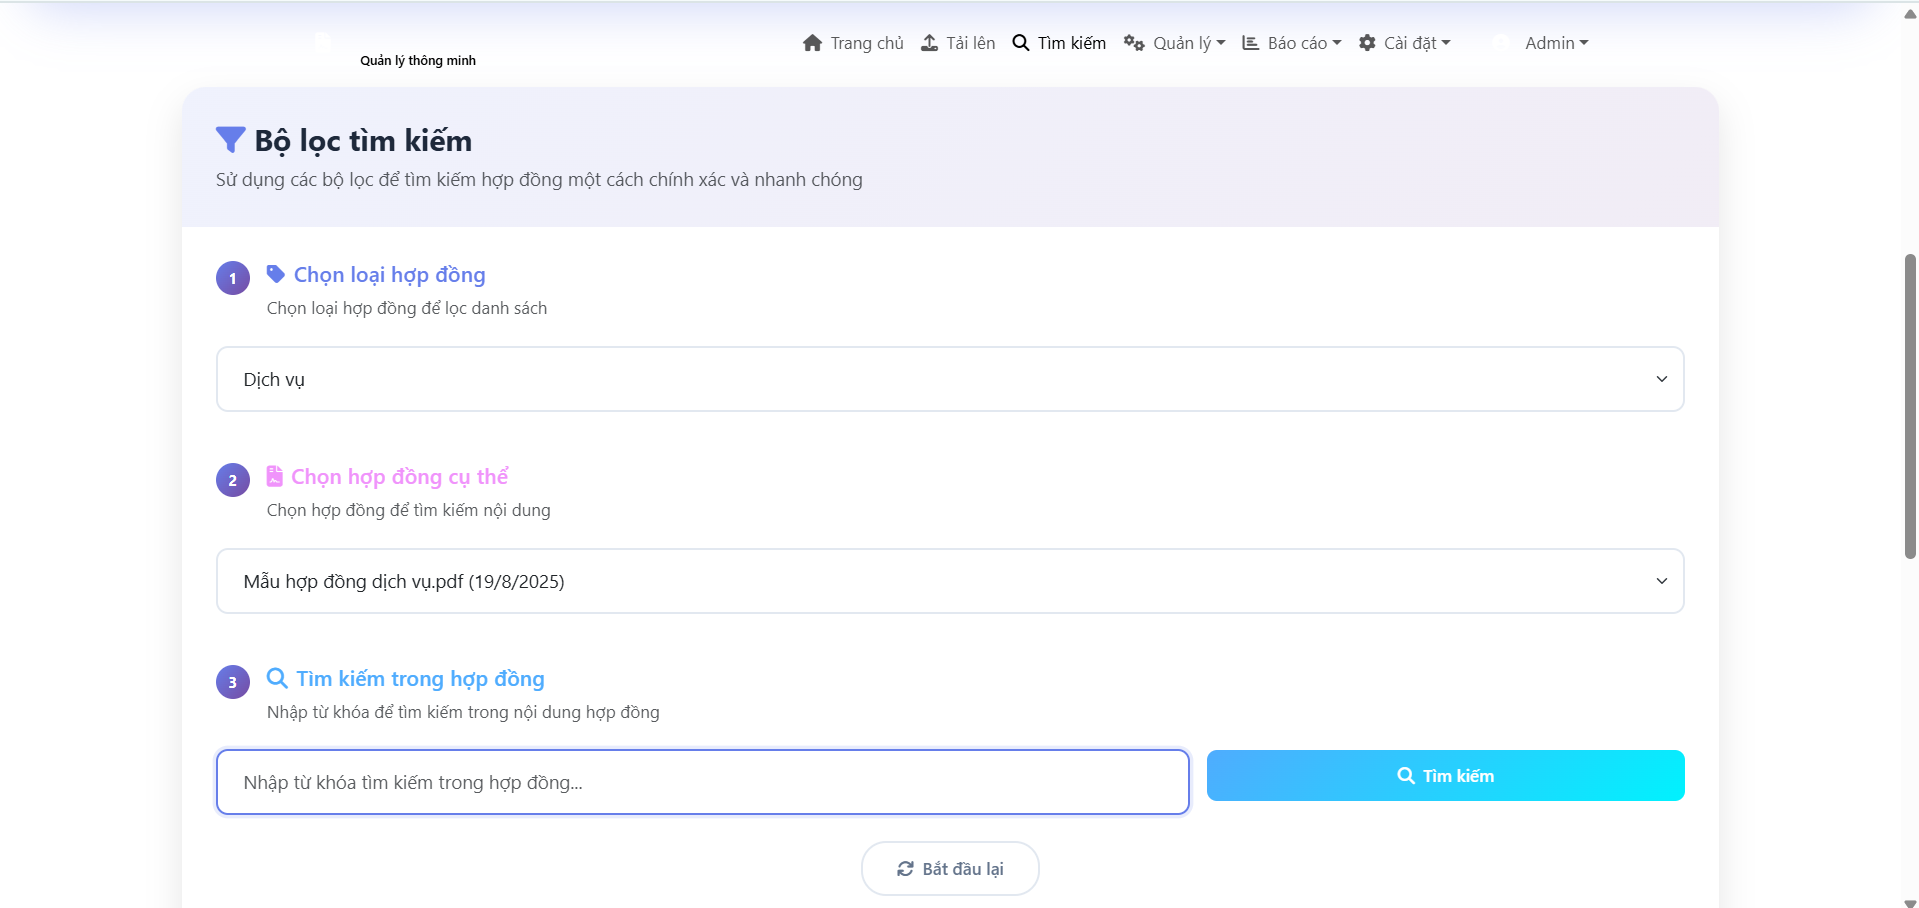 Quản lý thông minh
Trang chủ Tải lên Tìm kiếm Quản lý Báo cáo Cài đặt Admin
Bộ lọc tìm kiếm
Sử dụng các bộ lọc để tìm kiếm hợp đồng một cách chính xác và nhanh chóng
1 Chọn loại hợp đồng
Chọn loại hợp đồng để lọc danh sách
Dịch vụ
2 Chọn hợp đồng cụ thể
Chọn hợp đồng để tìm kiếm nội dung
Mẫu hợp đồng dịch vụ.pdf (19/8/2025)
3 Tìm kiếm trong hợp đồng
Nhập từ khóa để tìm kiếm trong nội dung hợp đồng
Nhập từ khóa tìm kiếm trong hợp đồng... Tìm kiếm
Bắt đầu lại